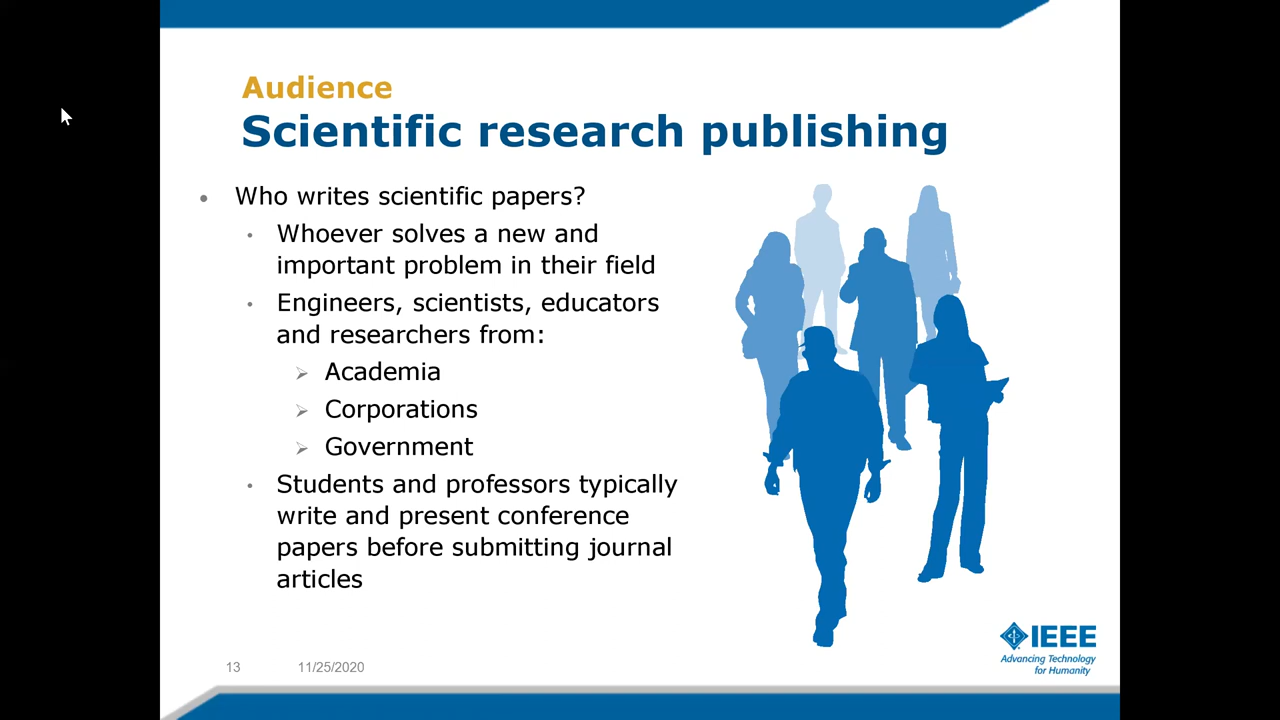 Audience
Scientific research publishing
• Who writes scientific papers?
• Whoever solves a new and
important problem in their field
• Engineers, scientists, educators
and researchers from:
➢ Academia
➢ Corporations
➢ Government
• Students and professors typically
write and present conference
papers before submitting journal
articles
IEEE
Advancing Technology
for Humanity
13 11/25/2020